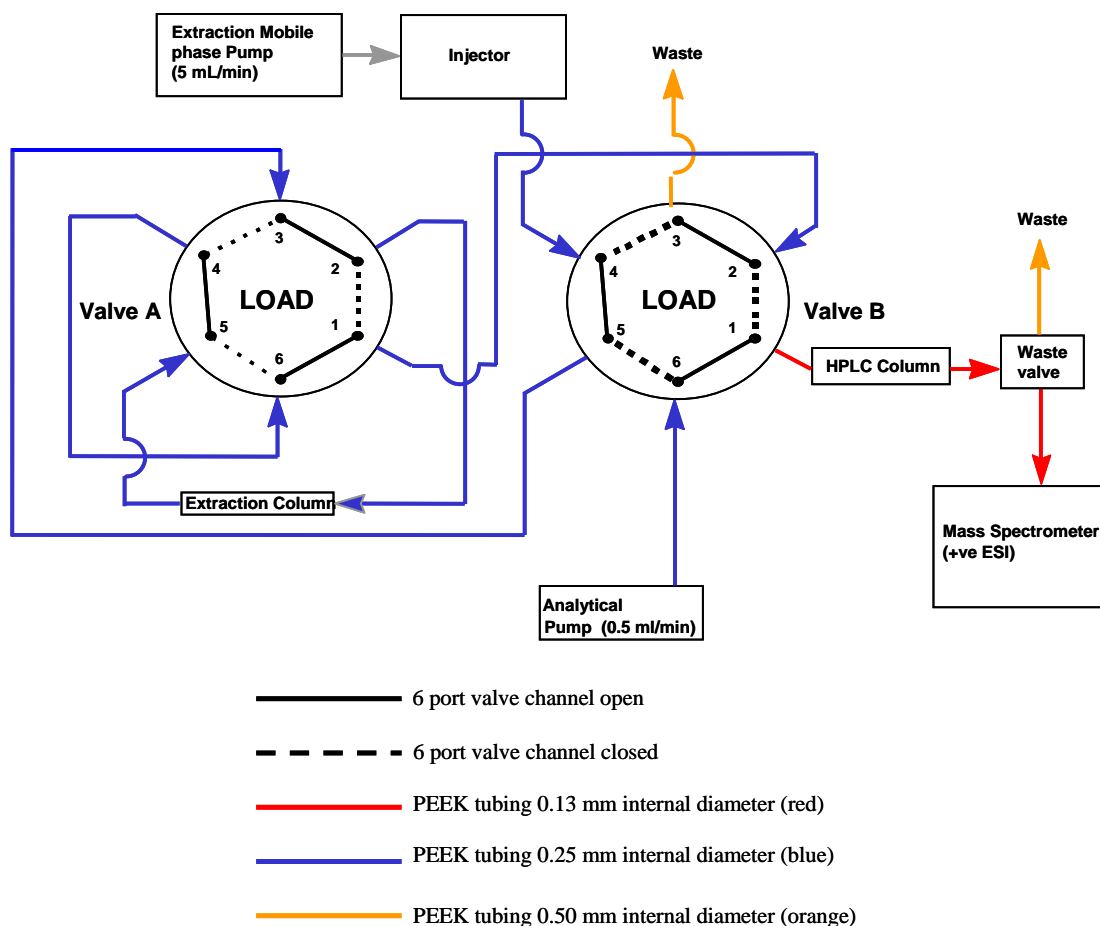 Extraction Mobile
phase Pump
(5 mL/min)
Injector
Waste
3
4
2
Valve A
LOAD
5
1
6
3
4
2
LOAD
Valve B
5
1
6
Waste
HPLC Column
Waste
valve
Extraction Column
Mass Spectrometer
(+ve ESI)
Analytical
Pump (0.5 ml/min)
6 port valve channel open
6 port valve channel closed
PEEK tubing 0.13 mm internal diameter (red)
PEEK tubing 0.25 mm internal diameter (blue)
PEEK tubing 0.50 mm internal diameter (orange)